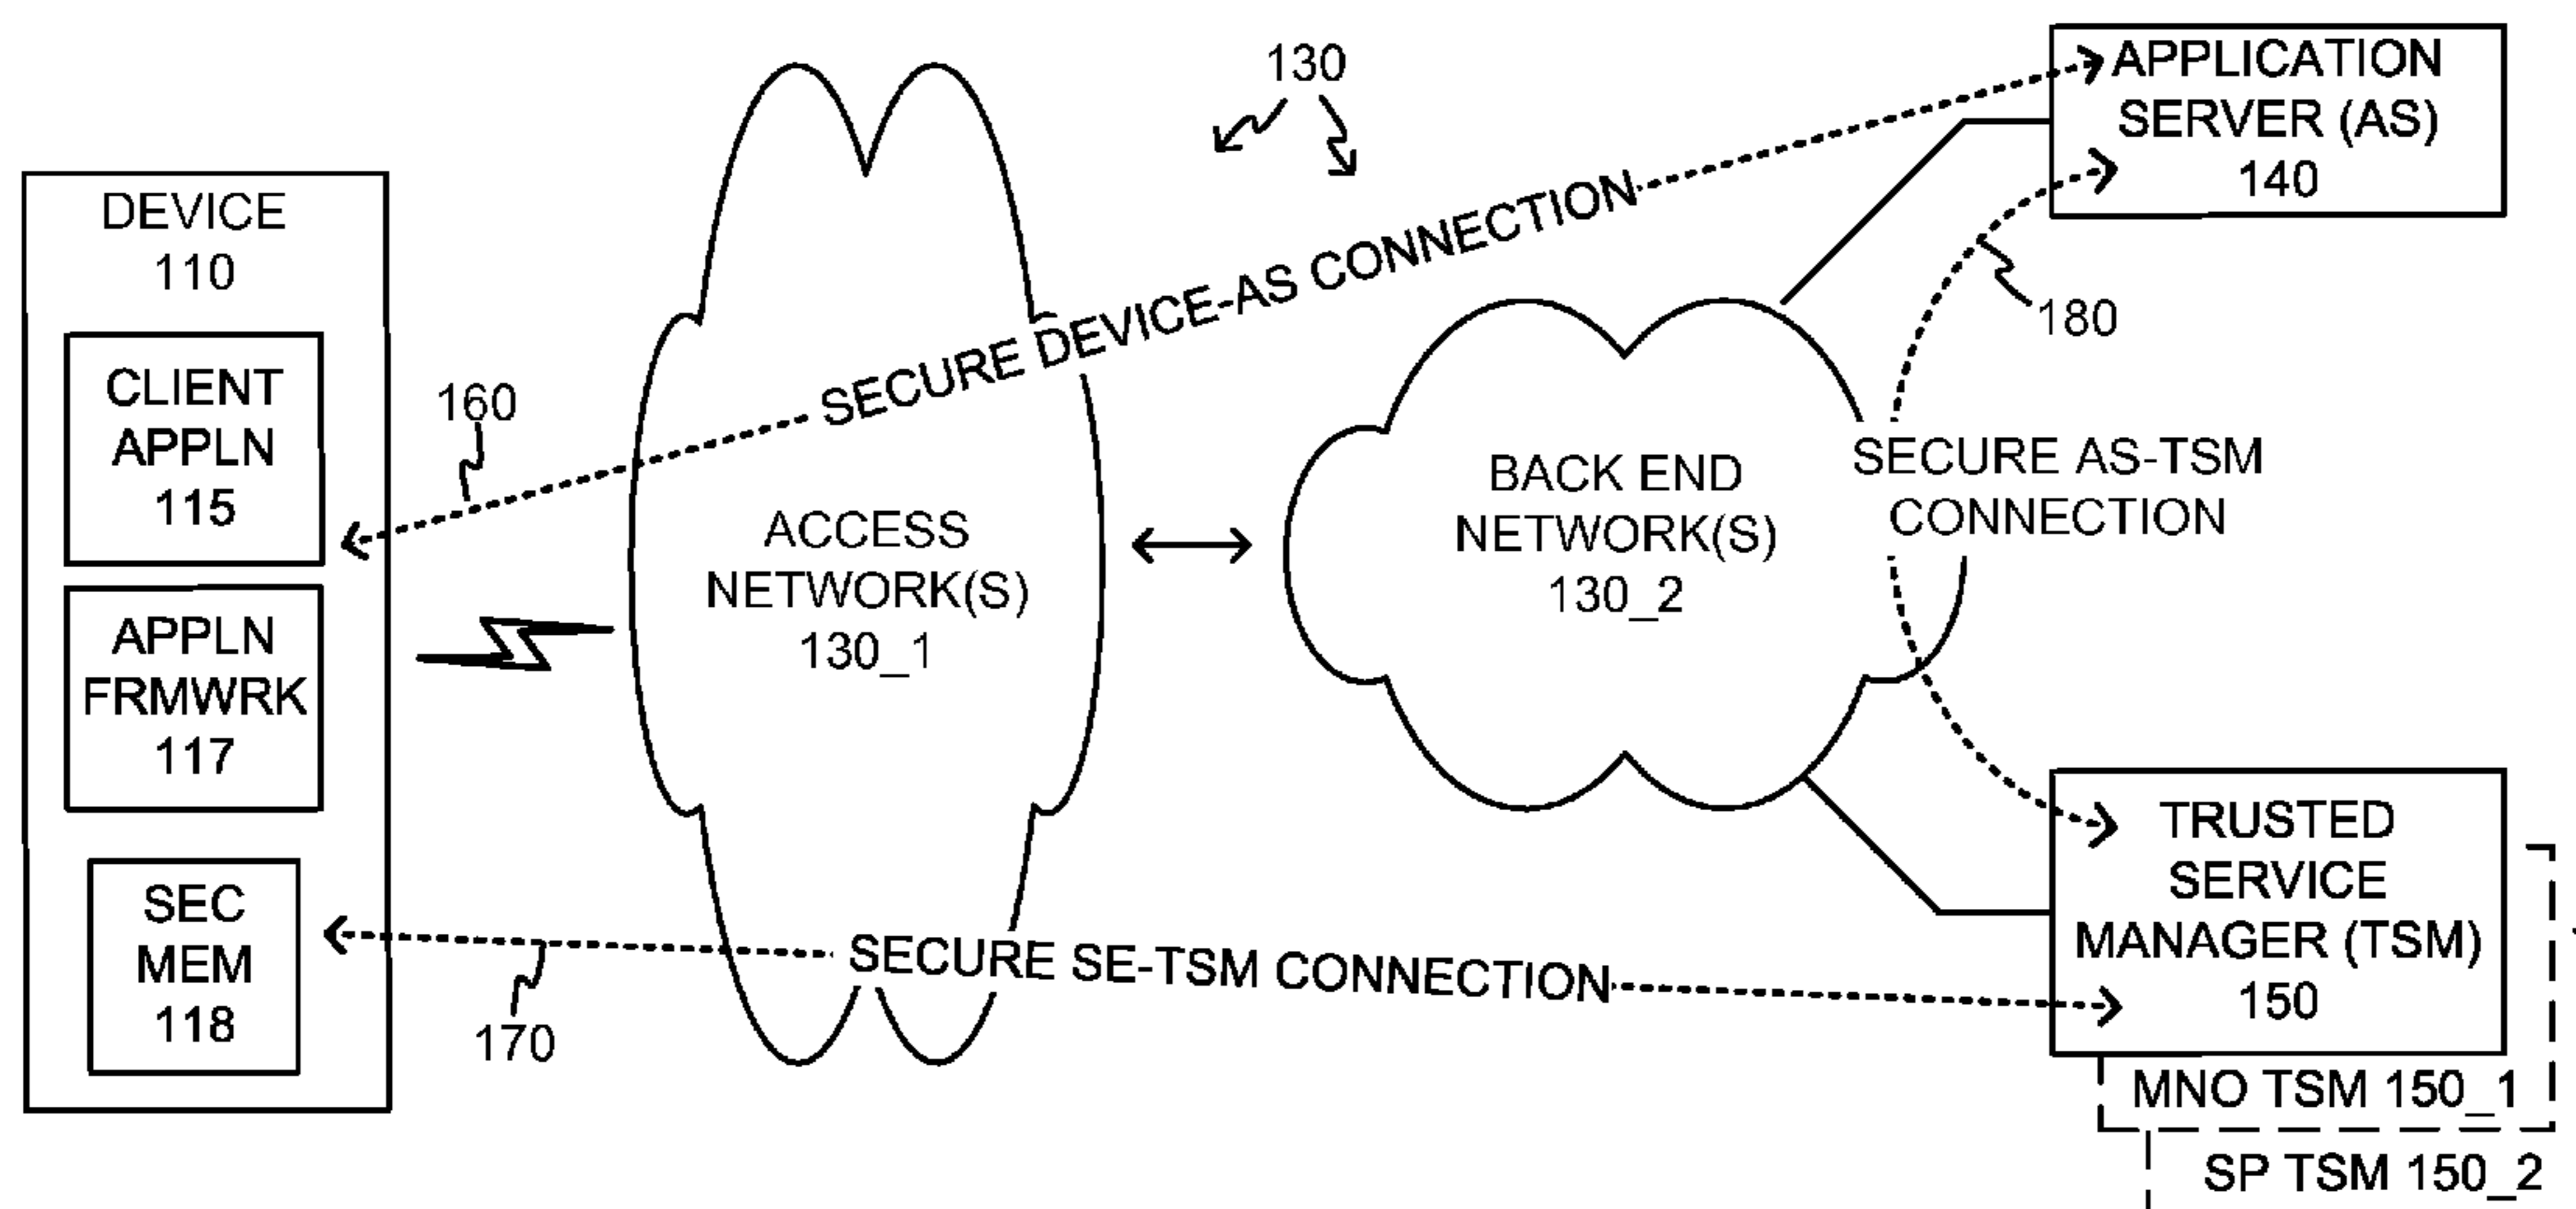 130
APPLICATION
SERVER (AS)
140
DEVICE
110
CLIENT
APPLN
115
APPLN
FRMWRK
117
SEC
MEM
118
160
SECURE DEVICE-AS CONNECTION
180
ACCESS
NETWORK(S)
130_1
BACK END
NETWORK(S)
130_2
SECURE AS-TSM
CONNECTION
170
SECURE SE-TSM CONNECTION
TRUSTED
SERVICE
MANAGER (TSM)
150
MNO TSM 150_1
SP TSM 150_2